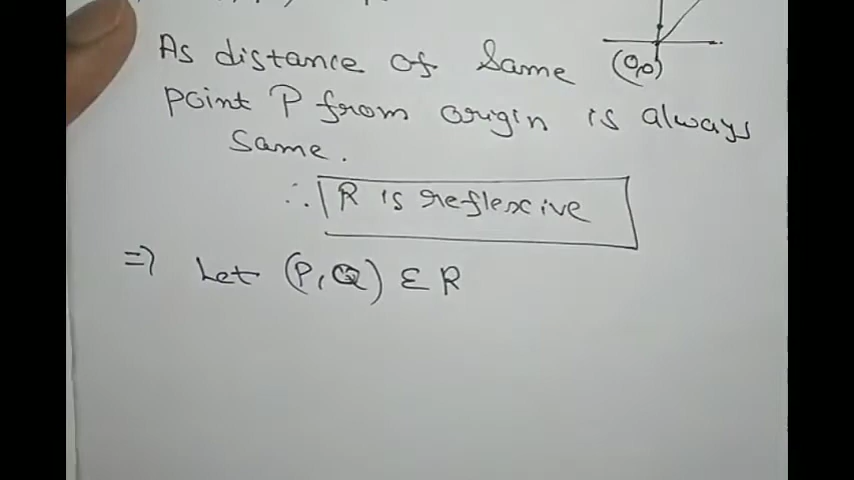 As distance of same (0,0)
point P from origin is always
same.
∴ R is reflexive
⇒ Let (P, Q) ∈ R